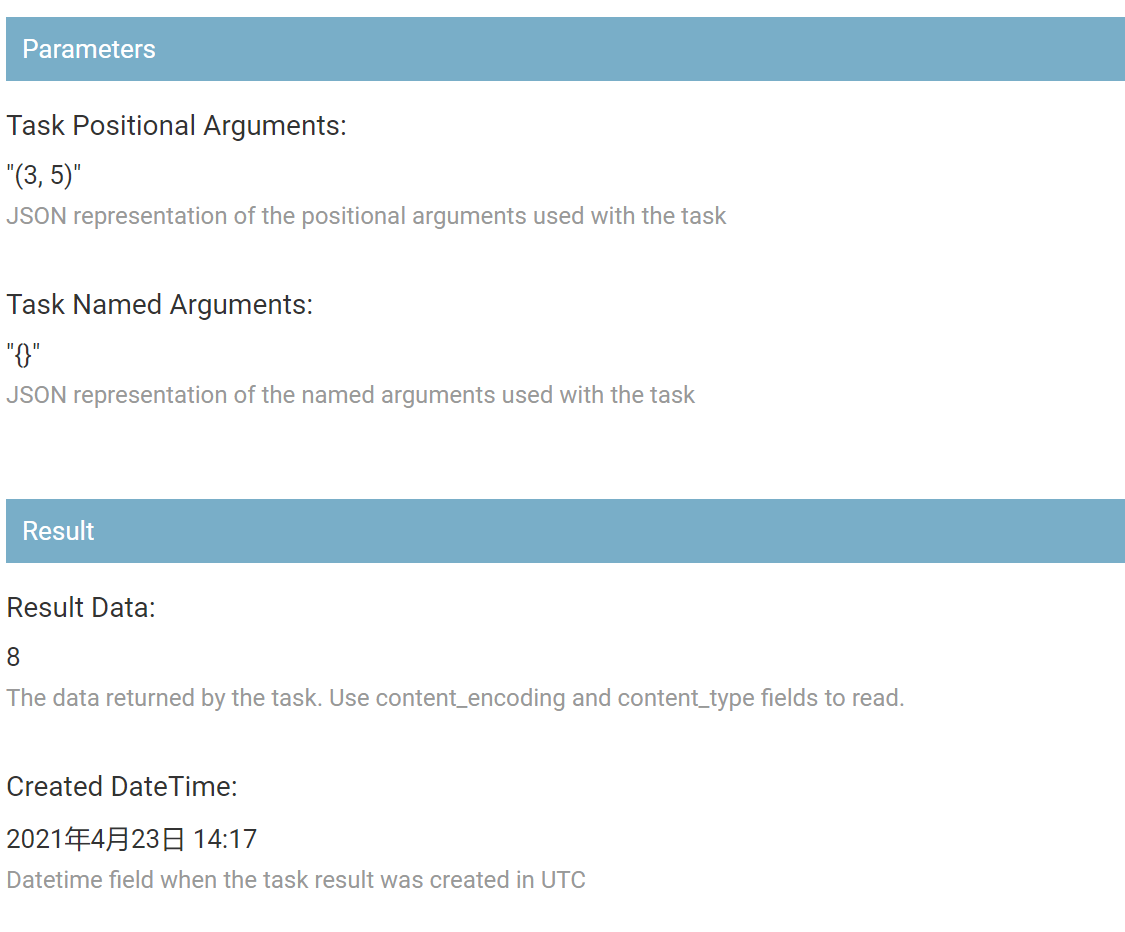 Parameters
Task Positional Arguments:
"(3, 5)"
JSON representation of the positional arguments used with the task
Task Named Arguments:
"{}"
JSON representation of the named arguments used with the task
Result
Result Data:
8
The data returned by the task. Use content_encoding and content_type fields to read.
Created DateTime:
2021年4月23日 14:17
Datetime field when the task result was created in UTC